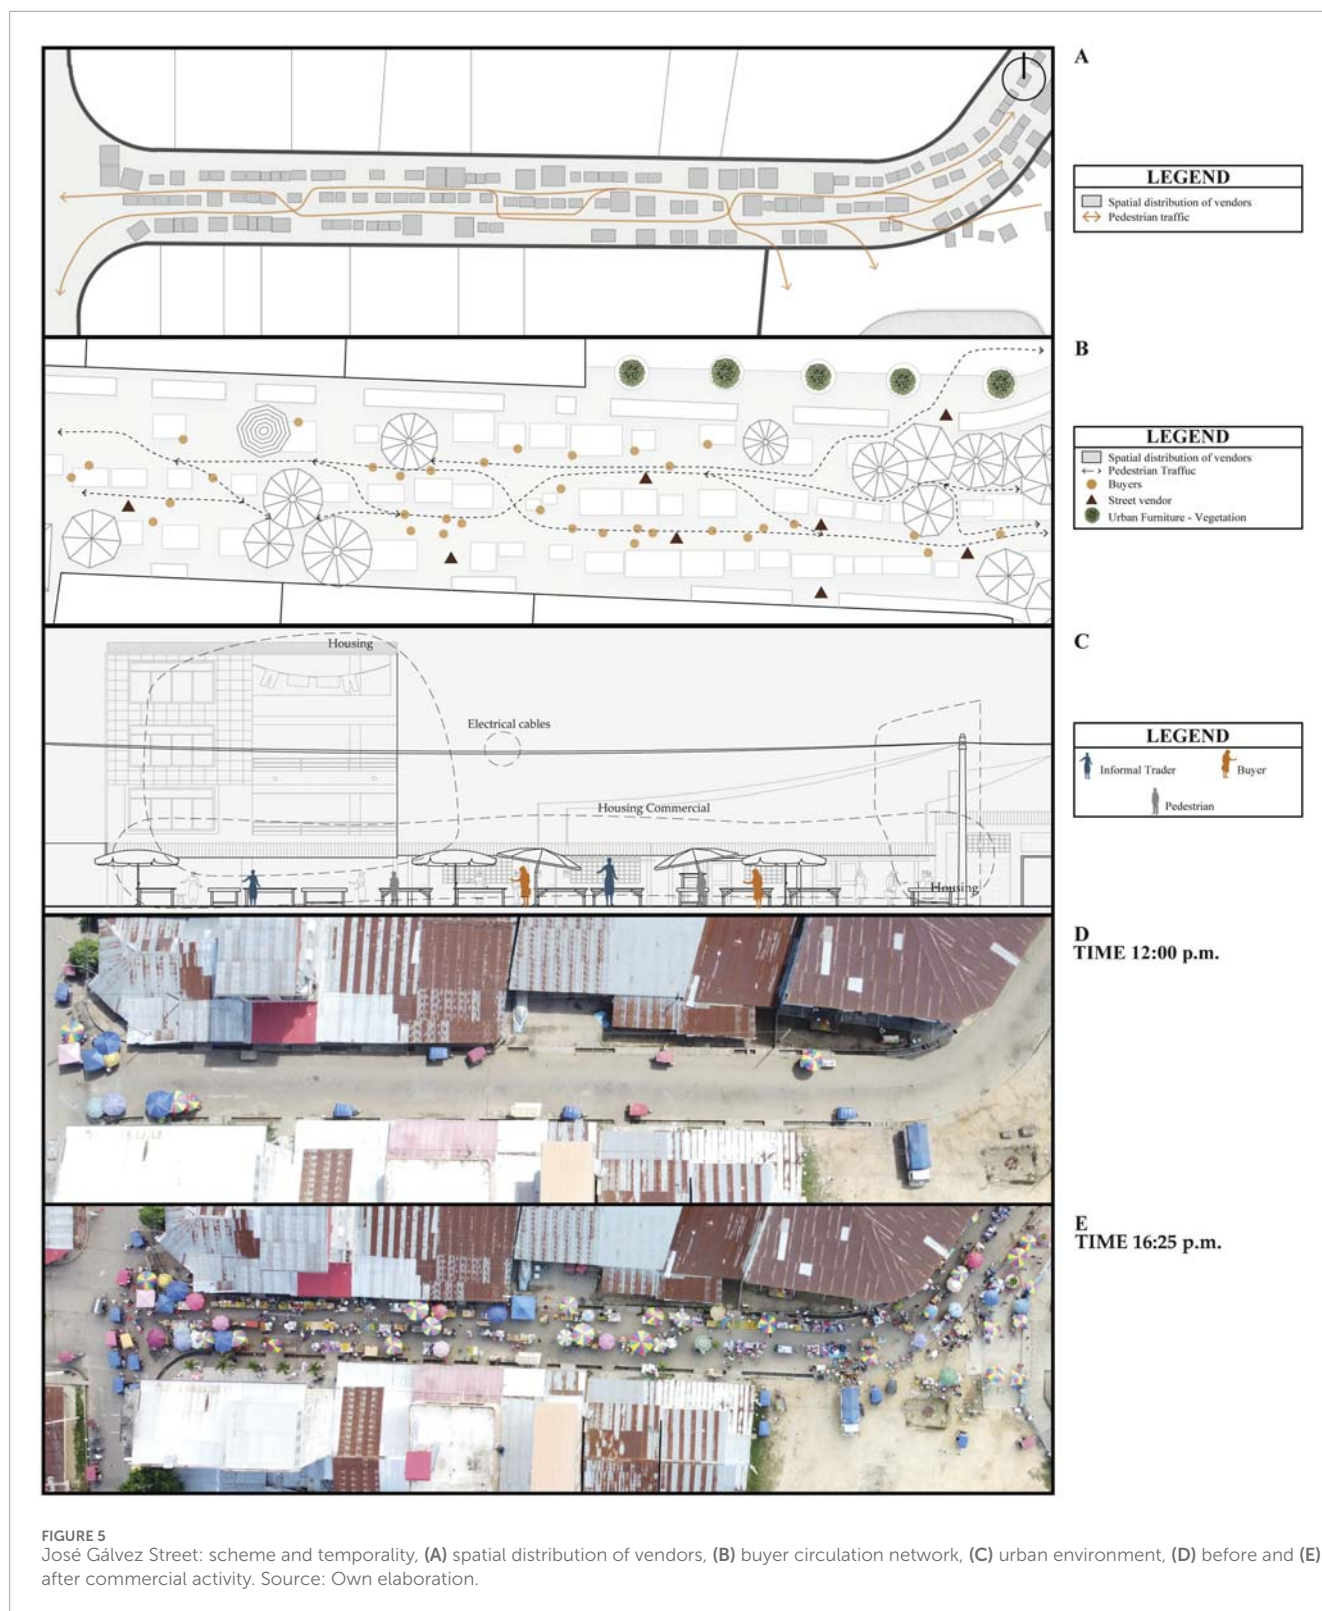 A
LEGEND
Spatial distribution of vendors
Pedestrian traffic
B
LEGEND
Spatial distribution of vendors
Pedestrian Traffuc
Buyers
Street vendor
Urban Furniture - Vegetation
C
Housing
Electrical cables
Housing Commercial
Housing
LEGEND
Informal Trader
Buyer
Pedestrian
D
TIME 12:00 p.m.
E
TIME 16:25 p.m.
FIGURE 5
José Gálvez Street: scheme and temporality, (A) spatial distribution of vendors, (B) buyer circulation network, (C) urban environment, (D) before and (E)
after commercial activity. Source: Own elaboration.